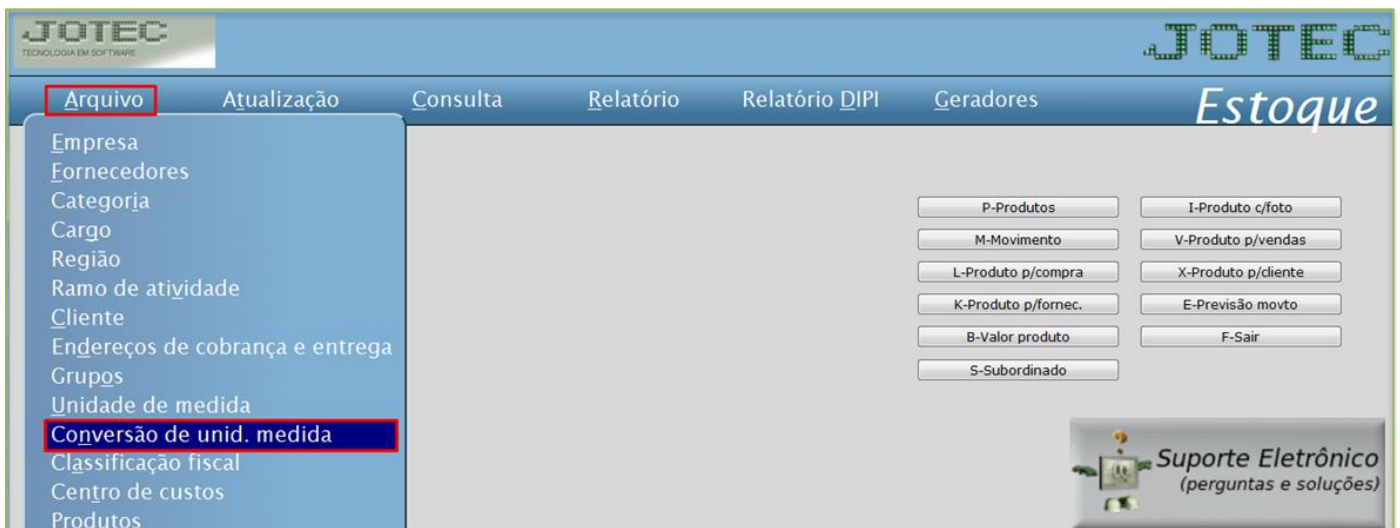 JOTEC
TECNOLOGIA EM SOFTWARE
JOTEC
Arquivo Atualização Consulta Relatório Relatório DIPI Geradores Estoque
Empresa
Fornecedores
Categoria
Cargo
Região
Ramo de atividade
Cliente
Endereços de cobrança e entrega
Grupos
Unidade de medida
Conversão de unid. medida
Classificação fiscal
Centro de custos
Produtos
P-Produtos I-Produto c/foto
M-Movimento V-Produto p/vendas
L-Produto p/compra X-Produto p/cliente
K-Produto p/fornec. E-Previsão movto
B-Valor produto F-Sair
S-Subordinado
Suporte Eletrônico
(perguntas e soluções)